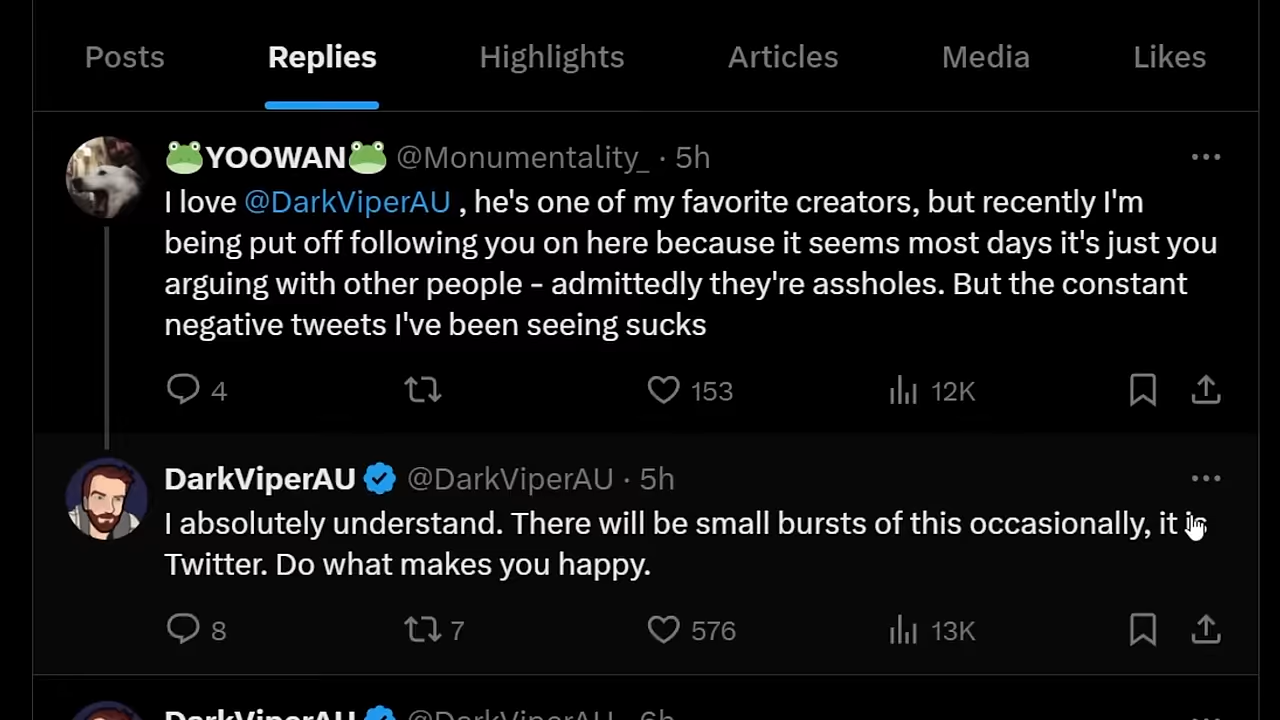 Posts Replies Highlights Articles Media Likes
🐸YOOWAN🐸 @Monumentality_ · 5h
I love @DarkViperAU , he's one of my favorite creators, but recently I'm
being put off following you on here because it seems most days it's just you
arguing with other people - admittedly they're assholes. But the constant
negative tweets I've been seeing sucks
4 153 12K
DarkViperAU @DarkViperAU · 5h
I absolutely understand. There will be small bursts of this occasionally, it is
Twitter. Do what makes you happy.
8 7 576 13K
DarkViperAU @DarkViperAU · 6h